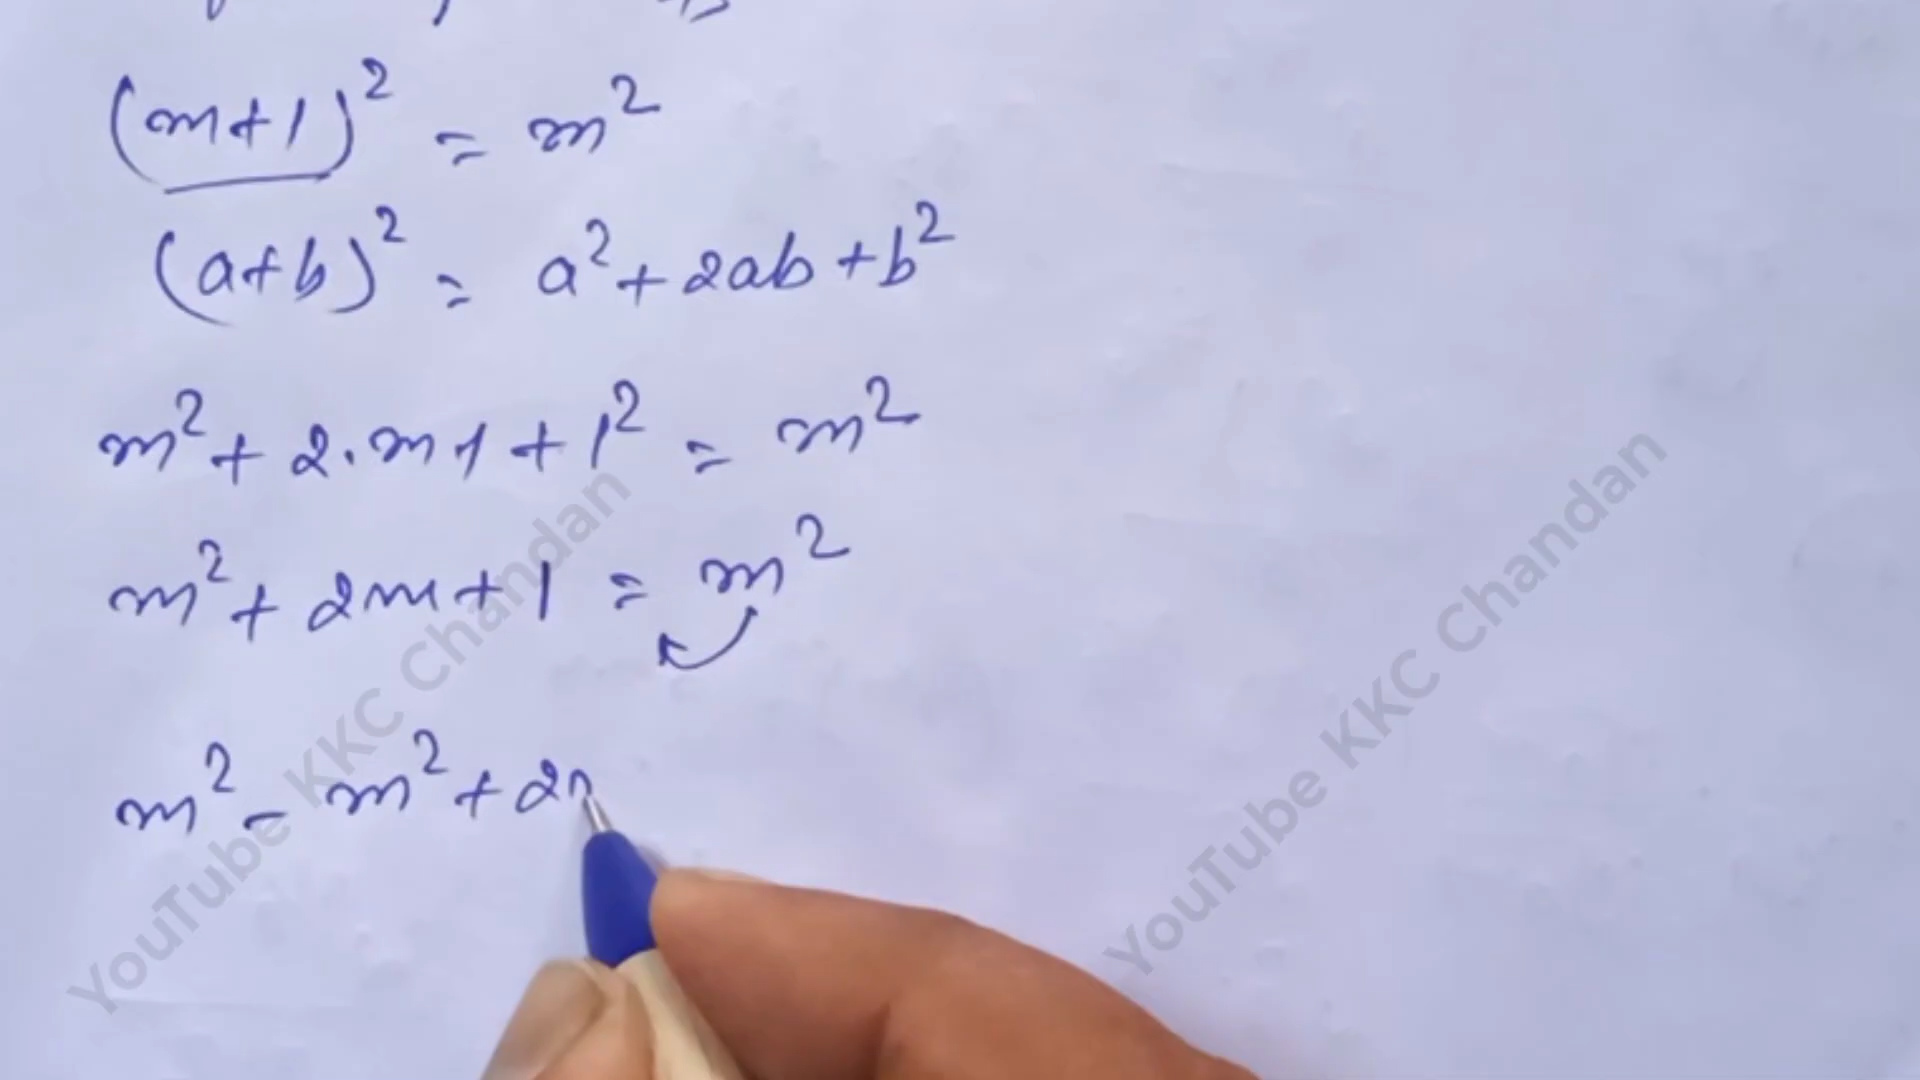 (m+1)² = m²
(a+b)² = a² + 2ab + b²
m² + 2·m1 + 1² = m²
m² + 2m + 1 = m²
m² - m² + 2
YouTube KKC Chandan
YouTube KKC Chandan